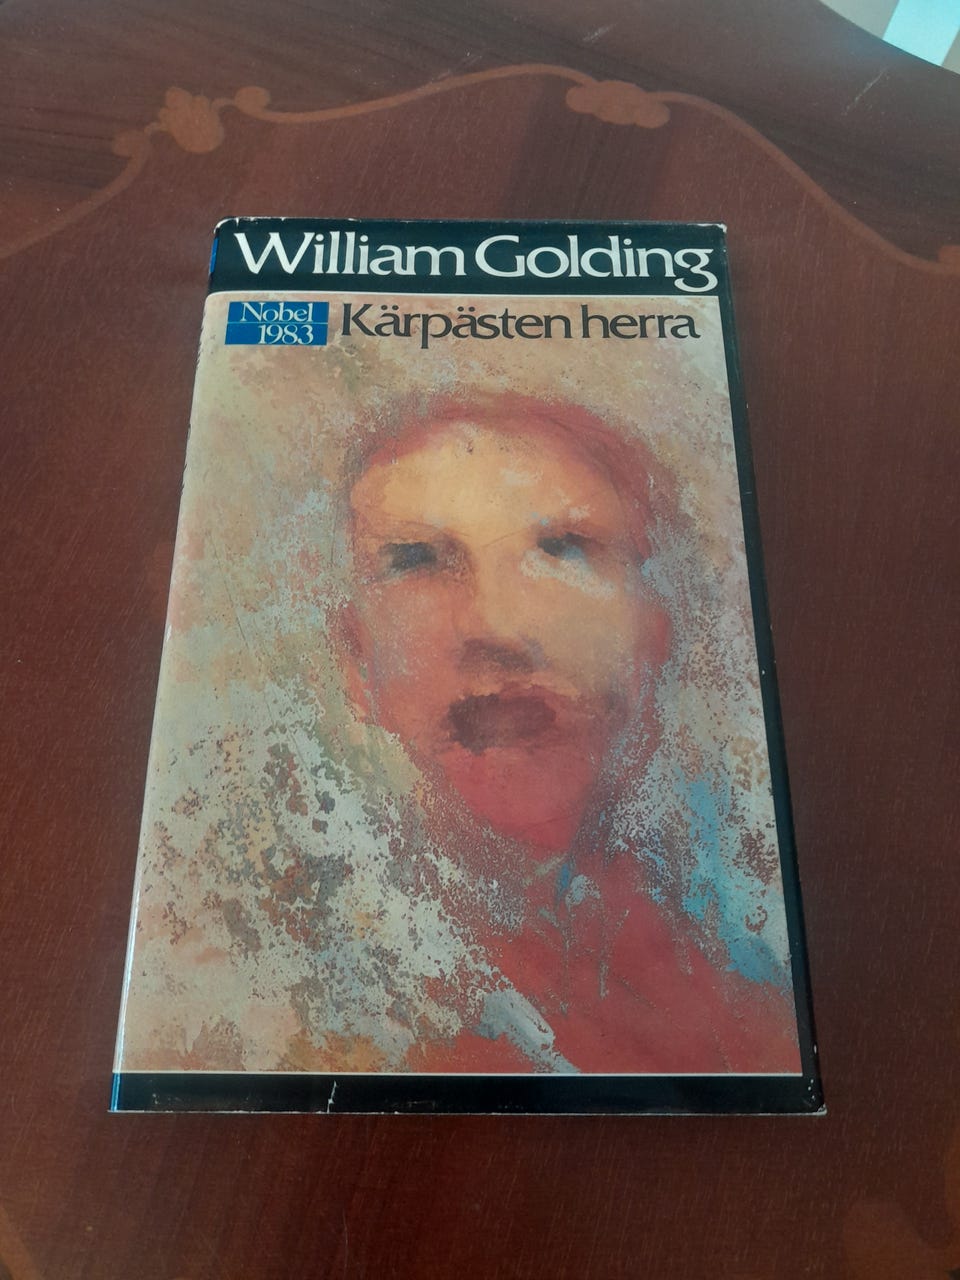 William Golding
Nobel
1983
Kärpästen herra